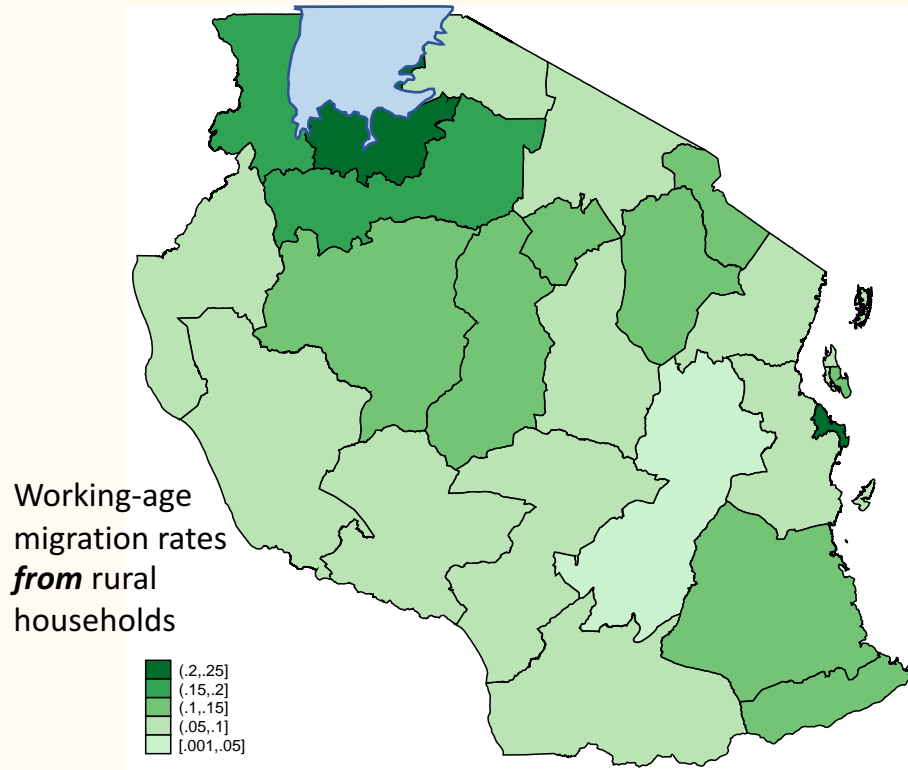 Working-age
migration rates
from rural
households
(.2,.25]
(.15,.2]
(.1,.15]
(.05,.1]
[.001,.05]